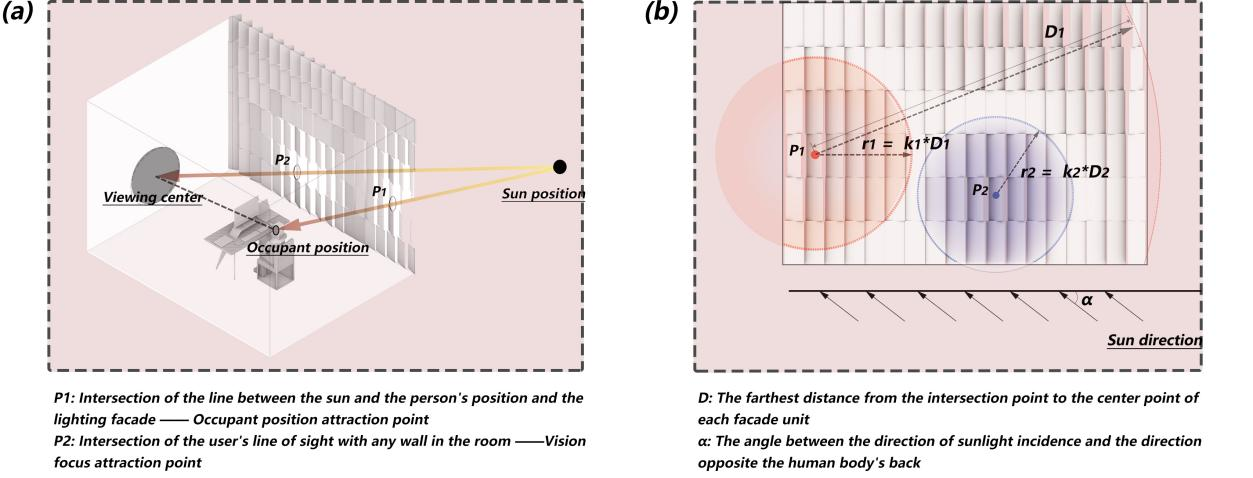 (a)
P2
P1
Viewing center
Sun position
Occupant position
P1: Intersection of the line between the sun and the person's position and the
lighting facade —— Occupant position attraction point
P2: Intersection of the user's line of sight with any wall in the room ——Vision
focus attraction point
(b)
D1
P1
r1 = k1*D1
r2 = k2*D2
P2
α
Sun direction
D: The farthest distance from the intersection point to the center point of
each facade unit
α: The angle between the direction of sunlight incidence and the direction
opposite the human body's back